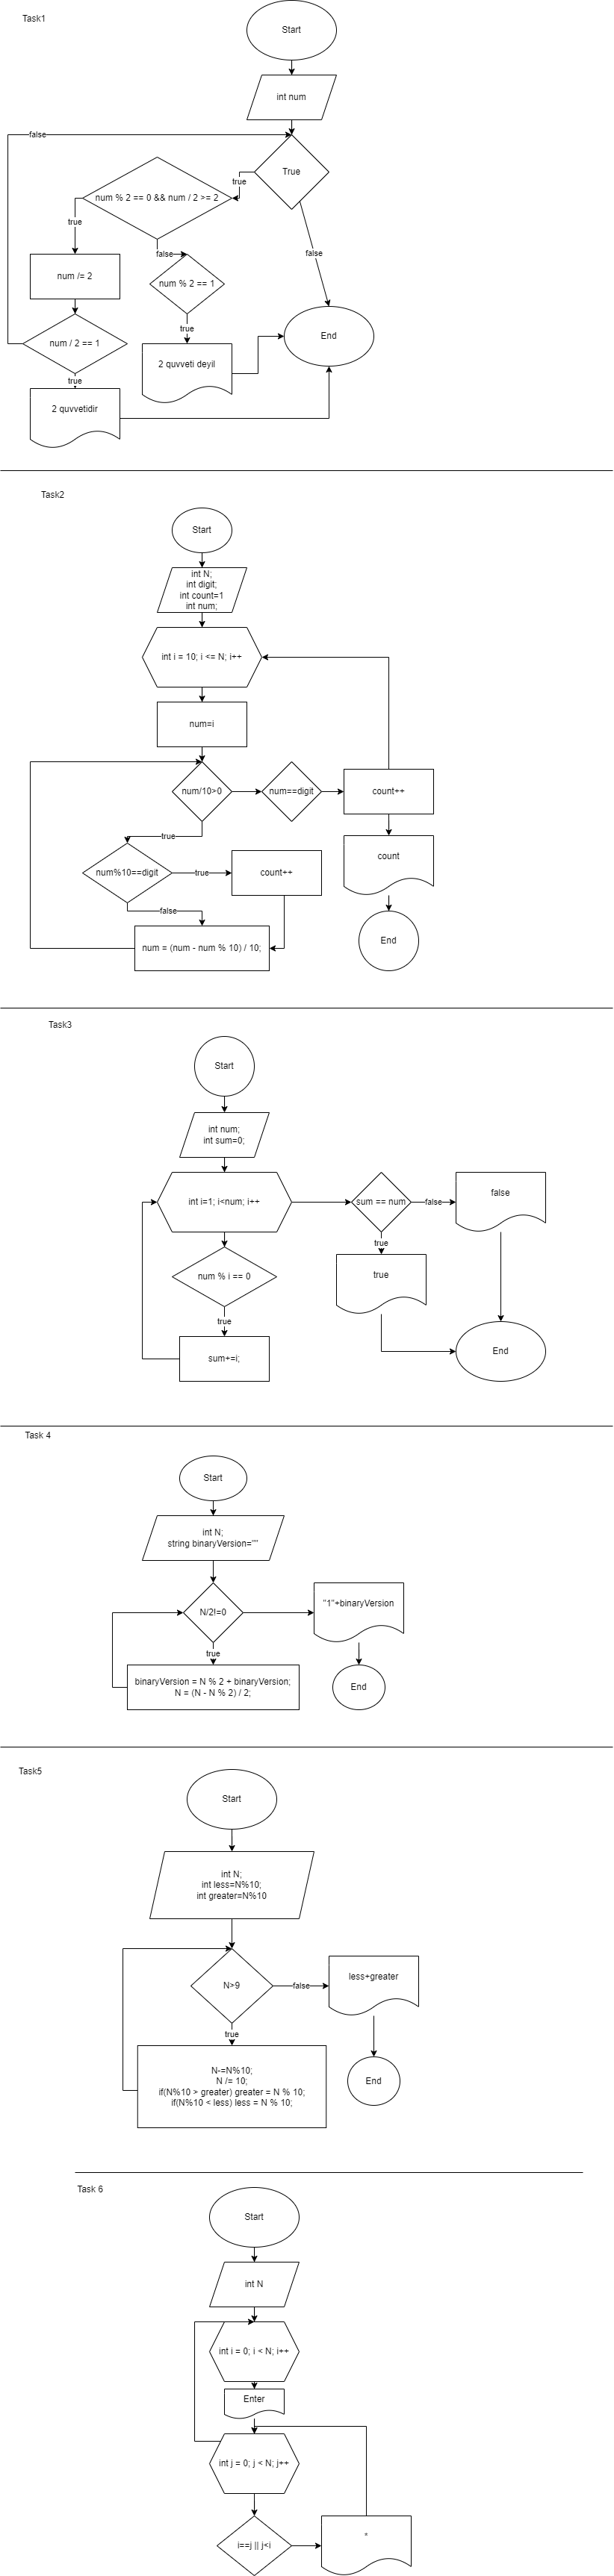 Task1
Start
int num
false
True
true
num % 2 == 0 && num / 2 >= 2
true
false
false
num /= 2
num % 2 == 1
End
num / 2 == 1
true
2 quvveti deyil
true
2 quvvetidir
Task2
Start
int N;
int digit;
int count=1
int num;
int i = 10; i <= N; i++
num=i
num/10>0
num==digit
count++
true
count
num%10==digit
true
count++
false
End
num = (num - num % 10) / 10;
Task3
Start
int num;
int sum=0;
int i=1; i<num; i++
sum == num
false
false
true
num % i == 0
true
true
sum+=i;
End
Task 4
Start
int N;
string binaryVersion=""
N/2!=0
"1"+binaryVersion
true
binaryVersion = N % 2 + binaryVersion;
N = (N - N % 2) / 2;
End
Task5
Start
int N;
int less=N%10;
int greater=N%10
N>9
false
less+greater
true
N-=N%10;
N /= 10;
if(N%10 > greater) greater = N % 10;
if(N%10 < less) less = N % 10;
End
Task 6
Start
int N
int i = 0; i < N; i++
Enter
int j = 0; j < N; j++
i==j || j<i
*